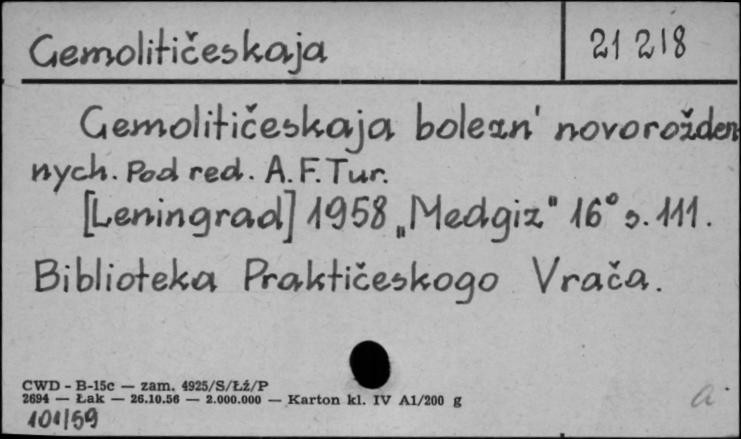 Gemolitičeskaja
21 218
Gemolitičeskaja bolezn' novorožden
nych. Pod red. A.F.Tur.
[Leningrad] 1958 „Medgiz" 16° s. 111.
Biblioteka Praktičeskogo Vrača.
CWD - B-15c — zam. 4925/S/Łź/P
2694 — Łak — 26.10.56 — 2.000.000 — Karton kl. IV A1/200 g
101/59
a